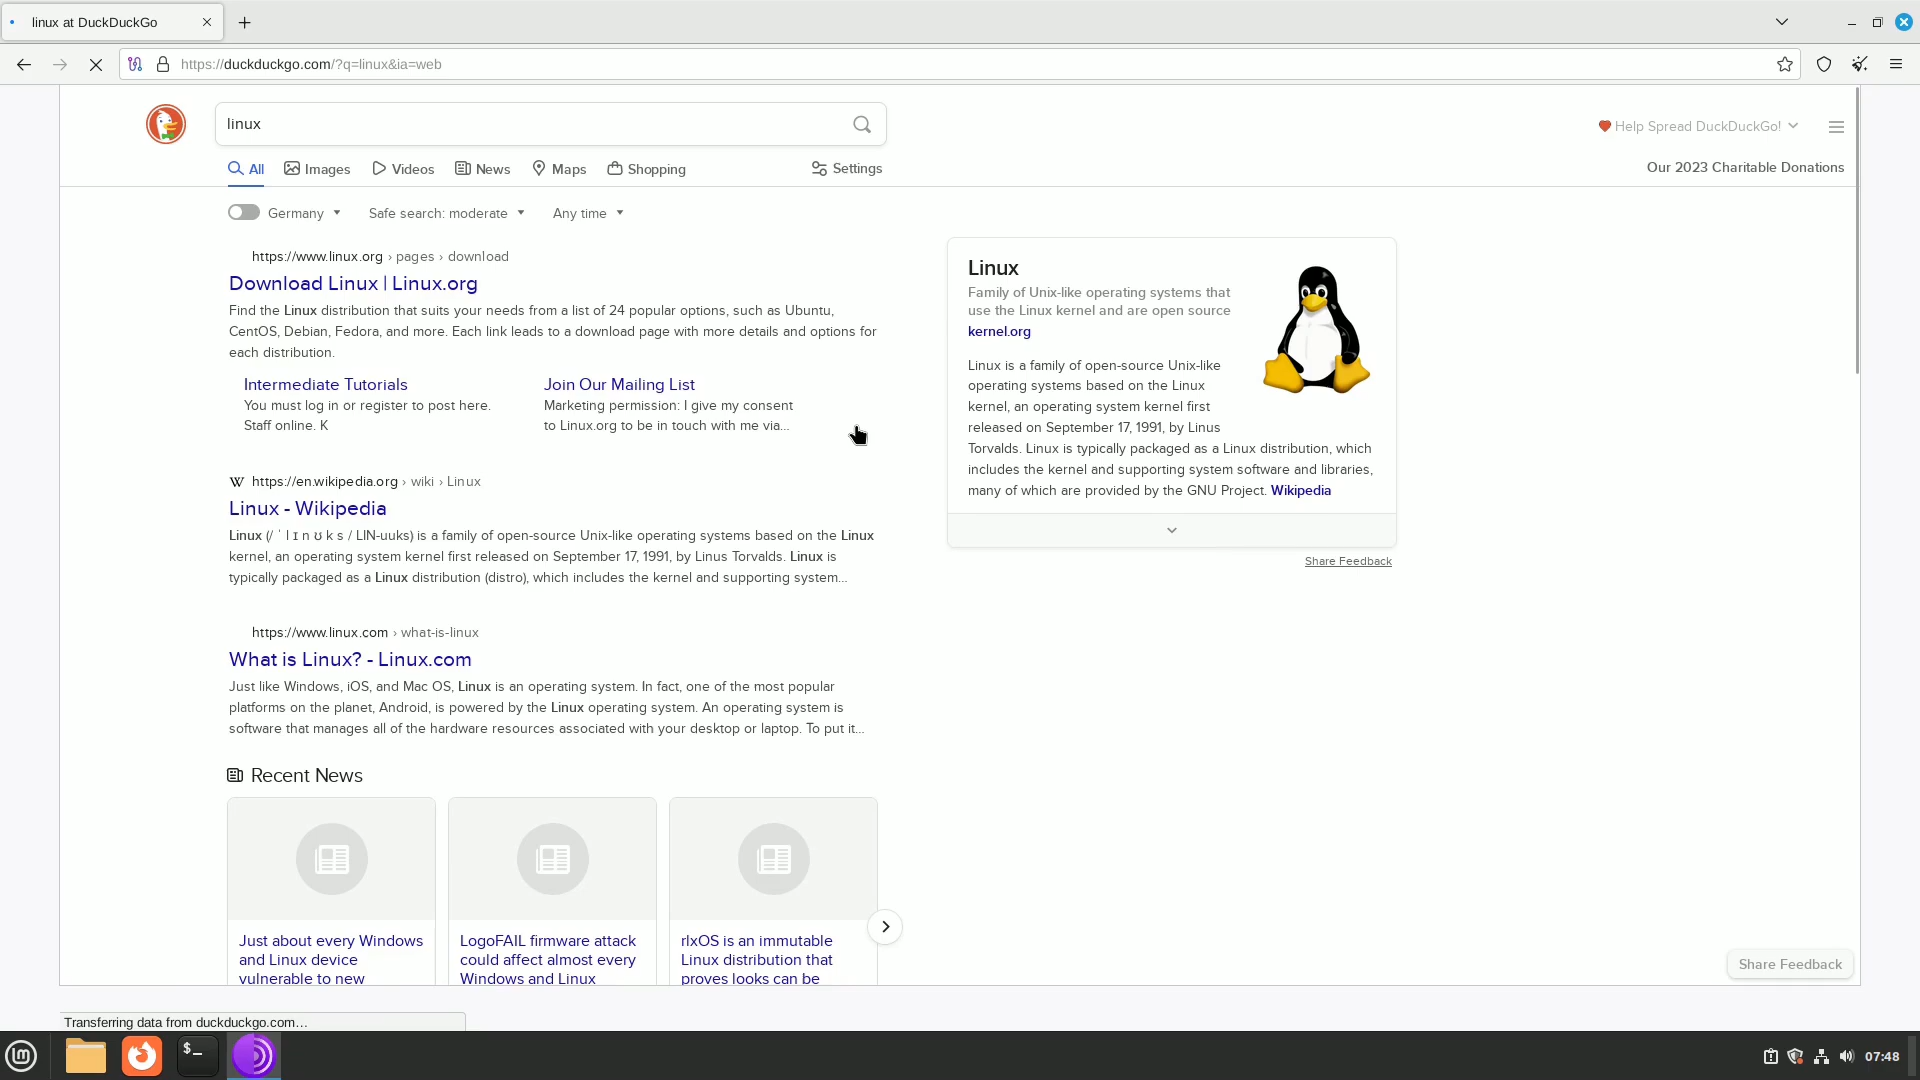 linux at DuckDuckGo
https://duckduckgo.com/?q=linux&ia=web
linux
Help Spread DuckDuckGo!
All
Images
Videos
News
Maps
Shopping
Settings
Our 2023 Charitable Donations
Germany
Safe search: moderate
Any time
https://www.linux.org › pages › download
Download Linux | Linux.org
Find the Linux distribution that suits your needs from a list of 24 popular options, such as Ubuntu,
CentOS, Debian, Fedora, and more. Each link leads to a download page with more details and options for
each distribution.
Intermediate Tutorials
You must log in or register to post here.
Staff online. K
Join Our Mailing List
Marketing permission: I give my consent
to Linux.org to be in touch with me via...
W https://en.wikipedia.org › wiki › Linux
Linux - Wikipedia
Linux (/ ˈ l ɪ n ʊ k s / LIN-uuks) is a family of open-source Unix-like operating systems based on the Linux
kernel, an operating system kernel first released on September 17, 1991, by Linus Torvalds. Linux is
typically packaged as a Linux distribution (distro), which includes the kernel and supporting system...
https://www.linux.com › what-is-linux
What is Linux? - Linux.com
Just like Windows, iOS, and Mac OS, Linux is an operating system. In fact, one of the most popular
platforms on the planet, Android, is powered by the Linux operating system. An operating system is
software that manages all of the hardware resources associated with your desktop or laptop. To put it...
Recent News
Just about every Windows
and Linux device
vulnerable to new
LogoFAIL firmware attack
could affect almost every
Windows and Linux
rlxOS is an immutable
Linux distribution that
proves looks can be
Linux
Family of Unix-like operating systems that
use the Linux kernel and are open source
kernel.org
Linux is a family of open-source Unix-like
operating systems based on the Linux
kernel, an operating system kernel first
released on September 17, 1991, by Linus
Torvalds. Linux is typically packaged as a Linux distribution, which
includes the kernel and supporting system software and libraries,
many of which are provided by the GNU Project. Wikipedia
Share Feedback
Share Feedback
Transferring data from duckduckgo.com...
$_
07:48